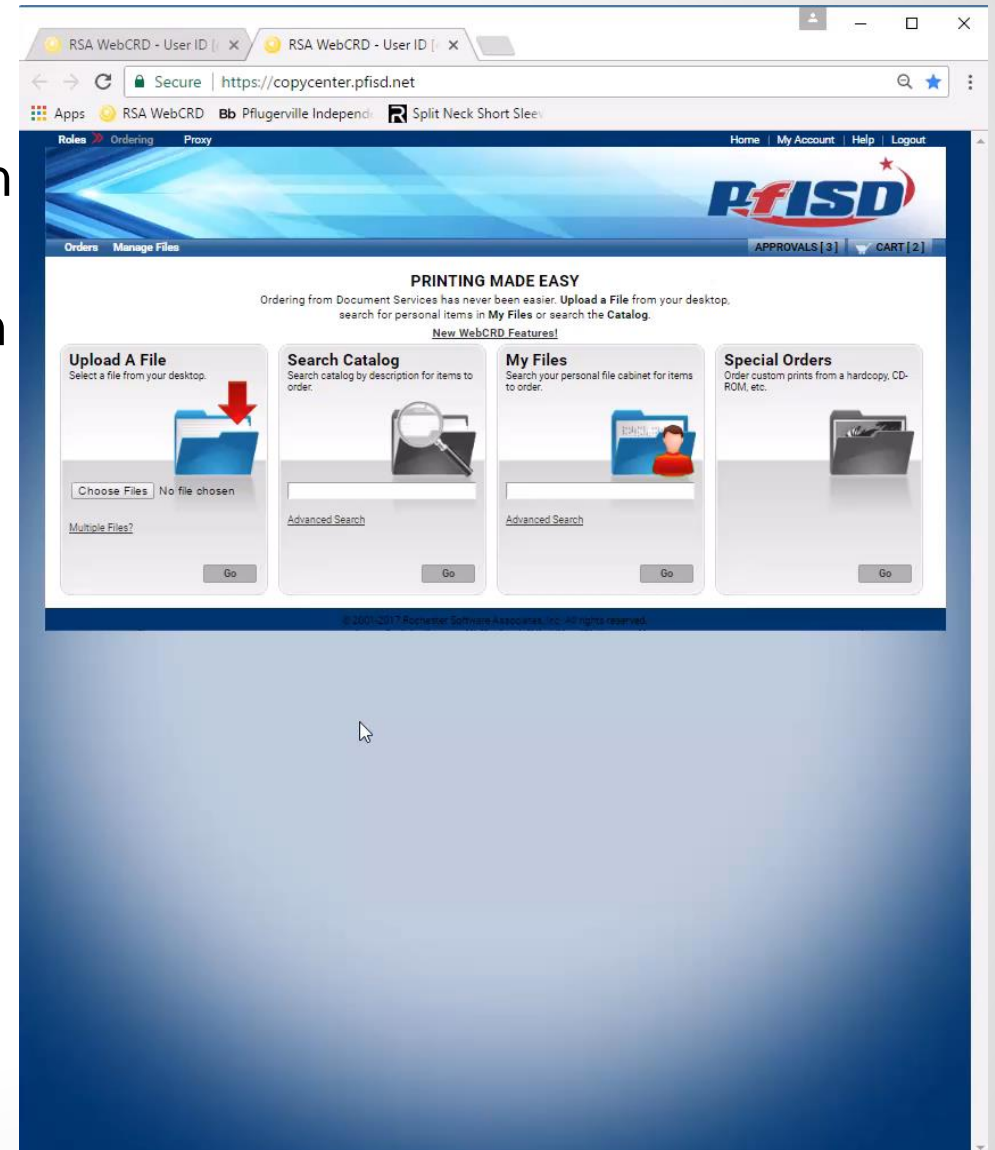 RSA WebCRD - User ID [ RSA WebCRD - User ID [
Secure | https://copycenter.pfisd.net
Apps RSA WebCRD Bb Pflugerville Independ Split Neck Short Slee
Roles Ordering Proxy Home | My Account | Help | Logout
PfISD
Orders Manage Files APPROVALS [ 3 ] CART [ 2 ]
PRINTING MADE EASY
Ordering from Document Services has never been easier. Upload a File from your desktop,
search for personal items in My Files or search the Catalog.
New WebCRD Features!
Upload A File
Select a file from your desktop.
Choose Files No file chosen
Multiple Files?
Go
Search Catalog
Search catalog by description for items to
order.
Advanced Search
Go
My Files
Search your personal file cabinet for items
to order.
Advanced Search
Go
Special Orders
Order custom prints from a hardcopy, CD-
ROM, etc.
Go
© 2001-2017 Rochester Software Associates, Inc. All rights reserved.